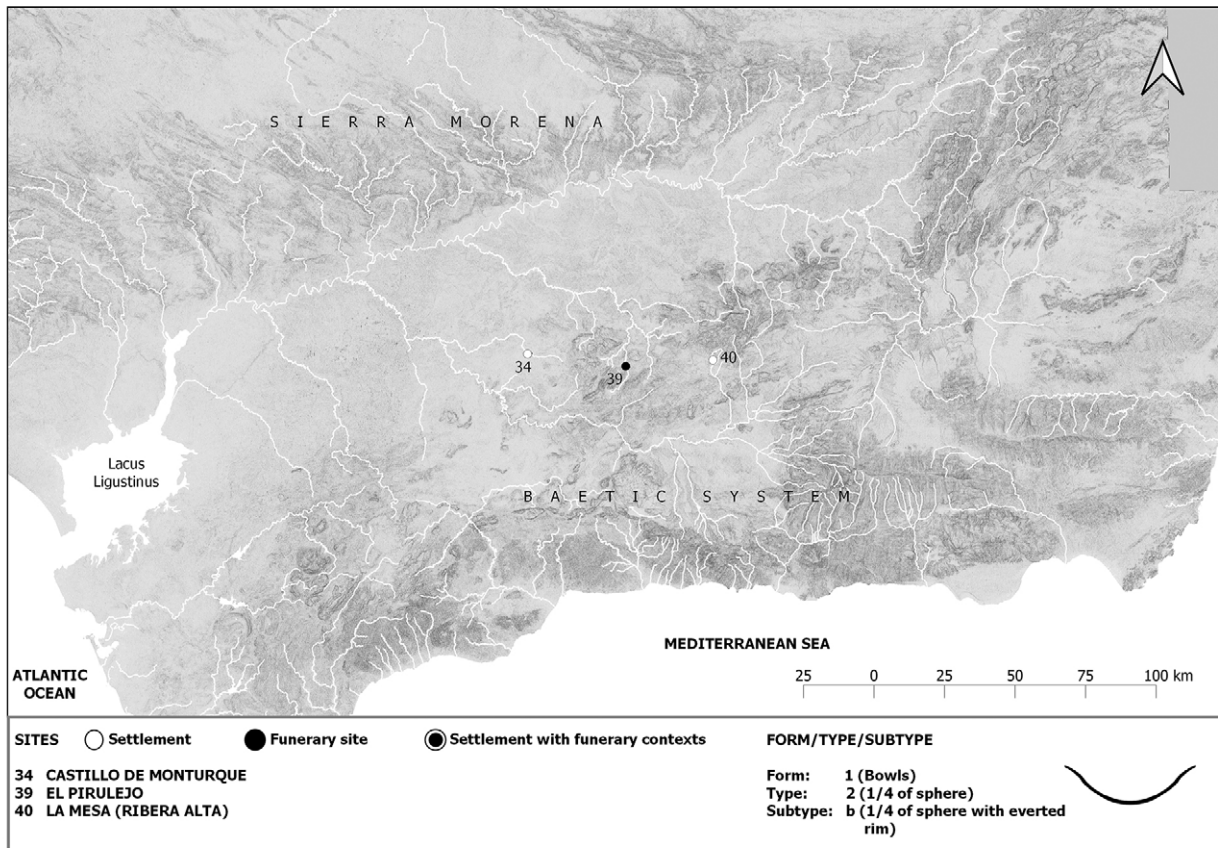 SIERRA MORENA
34
39
40
Lacus
Ligustinus
BAETIC SYSTEM
MEDITERRANEAN SEA
ATLANTIC
OCEAN
25 0 25 50 75 100 km
SITES Settlement Funerary site Settlement with funerary contexts
34 CASTILLO DE MONTURQUE
39 EL PIRULEJO
40 LA MESA (RIBERA ALTA)
FORM/TYPE/SUBTYPE
Form: 1 (Bowls)
Type: 2 (1/4 of sphere)
Subtype: b (1/4 of sphere with everted
rim)